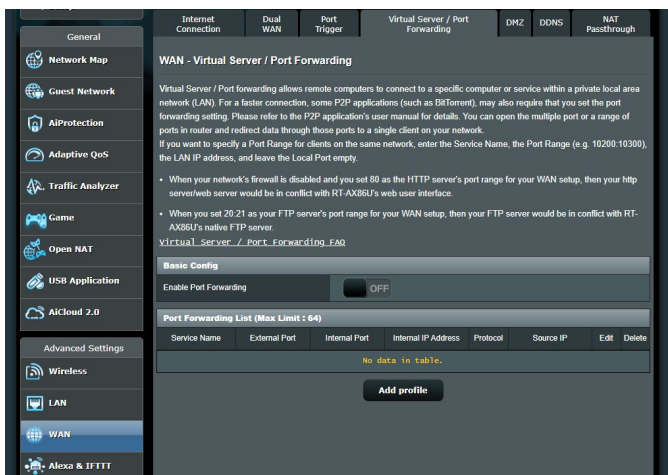 General
Network Map
Guest Network
AiProtection
Adaptive QoS
Traffic Analyzer
Game
Open NAT
USB Application
AiCloud 2.0
Advanced Settings
Wireless
LAN
WAN
Alexa & IFTTT
Internet Connection
Dual WAN
Port Trigger
Virtual Server / Port Forwarding
DMZ
DDNS
NAT Passthrough
WAN - Virtual Server / Port Forwarding
Virtual Server / Port forwarding allows remote computers to connect to a specific computer or service within a private local area
network (LAN). For a faster connection, some P2P applications (such as BitTorrent), may also require that you set the port
forwarding setting. Please refer to the P2P application's user manual for details. You can open the multiple port or a range of
ports in router and redirect data through those ports to a single client on your network.
If you want to specify a Port Range for clients on the same network, enter the Service Name, the Port Range (e.g. 10200:10300),
the LAN IP address, and leave the Local Port empty.
• When your network's firewall is disabled and you set 80 as the HTTP server's port range for your WAN setup, then your http
server/web server would be in conflict with RT-AX86U's web user interface.
• When you set 20:21 as your FTP server's port range for your WAN setup, then your FTP server would be in conflict with RT-
AX86U's native FTP server.
Virtual Server / Port Forwarding FAQ
Basic Config
Enable Port Forwarding OFF
Port Forwarding List (Max Limit : 64)
Service Name External Port Internal Port Internal IP Address Protocol Source IP Edit Delete
No data in table.
Add profile